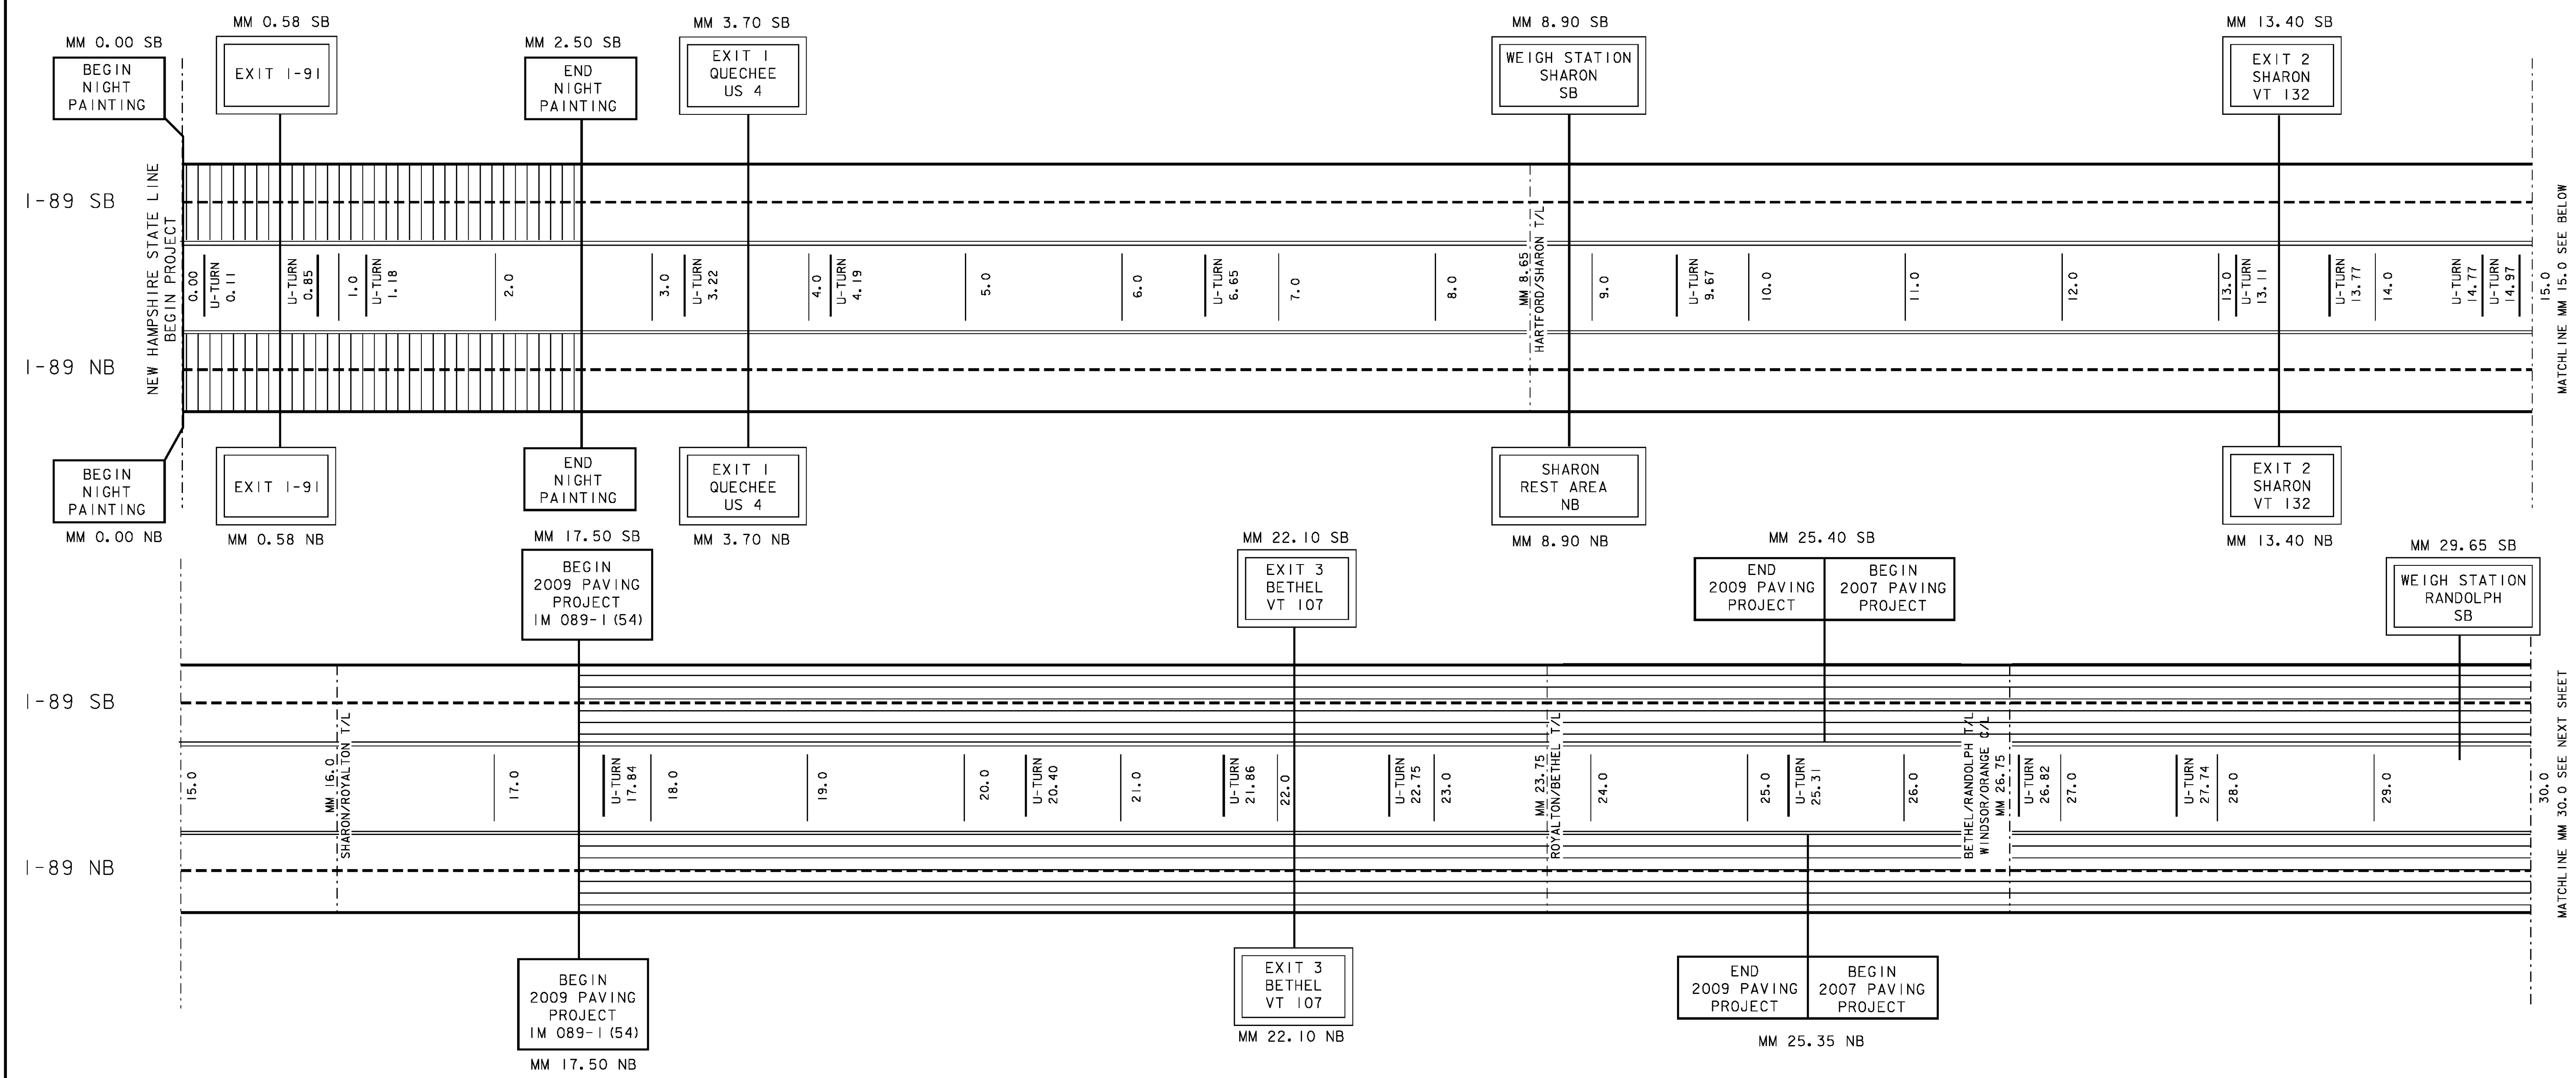 MM 0.00 SB
BEGIN
NIGHT
PAINTING
MM 0.58 SB
EXIT I-91
MM 2.50 SB
END
NIGHT
PAINTING
MM 3.70 SB
EXIT 1
QUECHEE
US 4
MM 8.90 SB
WEIGH STATION
SHARON
SB
MM 13.40 SB
EXIT 2
SHARON
VT 132
I-89 SB
I-89 NB
NEW HAMPSHIRE STATE LINE
BEGIN PROJECT
0.00
U-TURN
0.11
U-TURN
0.85
1.0
U-TURN
1.18
2.0
3.0
U-TURN
3.22
4.0
U-TURN
4.19
5.0
6.0
U-TURN
6.65
7.0
8.0
MM 8.65
HARTFORD/SHARON T/L
9.0
U-TURN
9.67
10.0
11.0
12.0
13.0
U-TURN
13.11
U-TURN
13.77
14.0
U-TURN
14.77
U-TURN
14.97
15.0
MATCHLINE MM 15.0 SEE BELOW
BEGIN
NIGHT
PAINTING
MM 0.00 NB
EXIT I-91
MM 0.58 NB
END
NIGHT
PAINTING
EXIT 1
QUECHEE
US 4
MM 3.70 NB
SHARON
REST AREA
NB
MM 8.90 NB
EXIT 2
SHARON
VT 132
MM 13.40 NB
MM 17.50 SB
BEGIN
2009 PAVING
PROJECT
IM 089-1 (54)
MM 22.10 SB
EXIT 3
BETHEL
VT 107
MM 25.40 SB
END
2009 PAVING
PROJECT
BEGIN
2007 PAVING
PROJECT
MM 29.65 SB
WEIGH STATION
RANDOLPH
SB
I-89 SB
I-89 NB
15.0
MM 16.0
SHARON/ROYALTON T/L
17.0
U-TURN
17.84
18.0
19.0
20.0
U-TURN
20.40
21.0
U-TURN
21.86
22.0
U-TURN
22.75
23.0
MM 23.75
ROYALTON/BETHEL T/L
24.0
25.0
U-TURN
25.31
26.0
BETHEL/RANDOLPH T/L
WINDSOR/ORANGE C/L
MM 26.75
U-TURN
26.82
27.0
U-TURN
27.74
28.0
29.0
30.0
MATCHLINE MM 30.0 SEE NEXT SHEET
BEGIN
2009 PAVING
PROJECT
IM 089-1 (54)
MM 17.50 NB
EXIT 3
BETHEL
VT 107
MM 22.10 NB
END
2009 PAVING
PROJECT
BEGIN
2007 PAVING
PROJECT
MM 25.35 NB